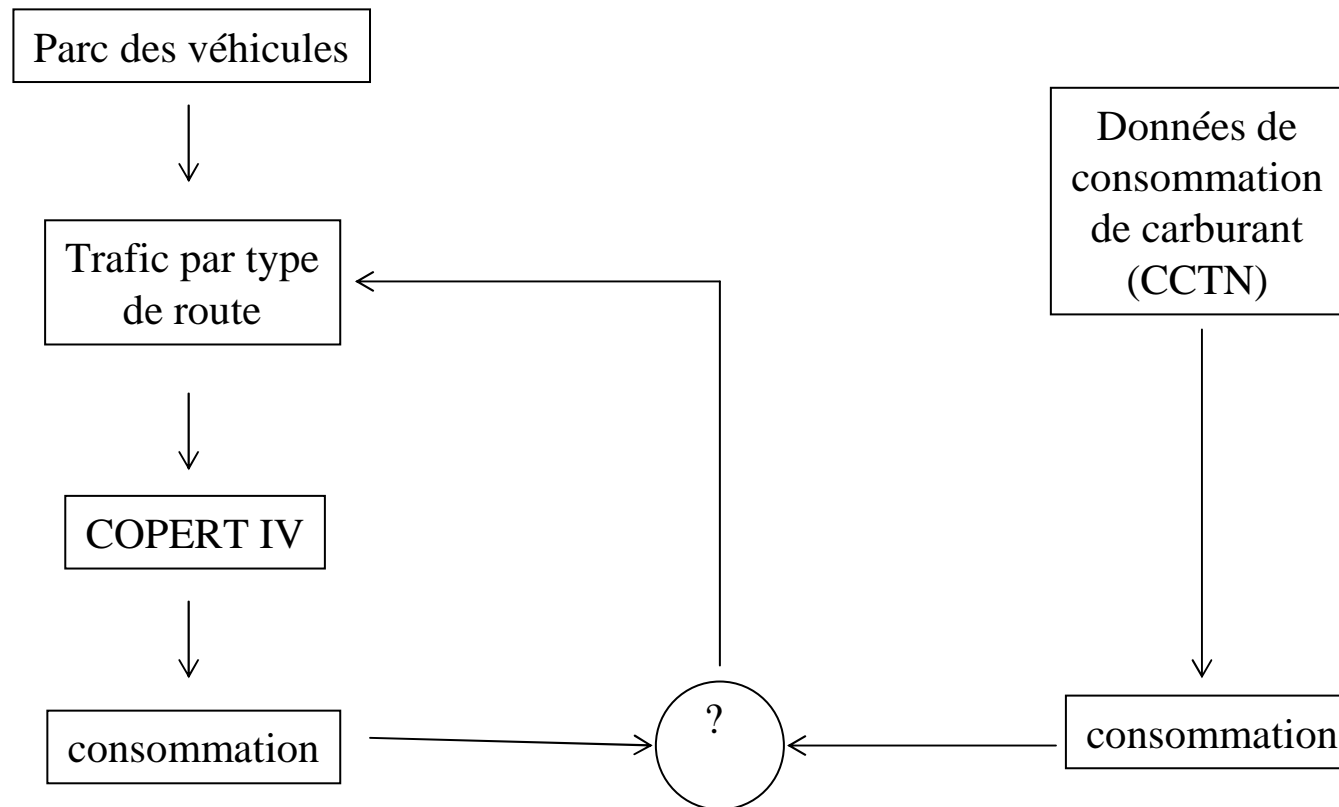 Parc des véhicules
Données de
consommation
de carburant
(CCTN)
Trafic par type
de route
COPERT IV
consommation
?
consommation